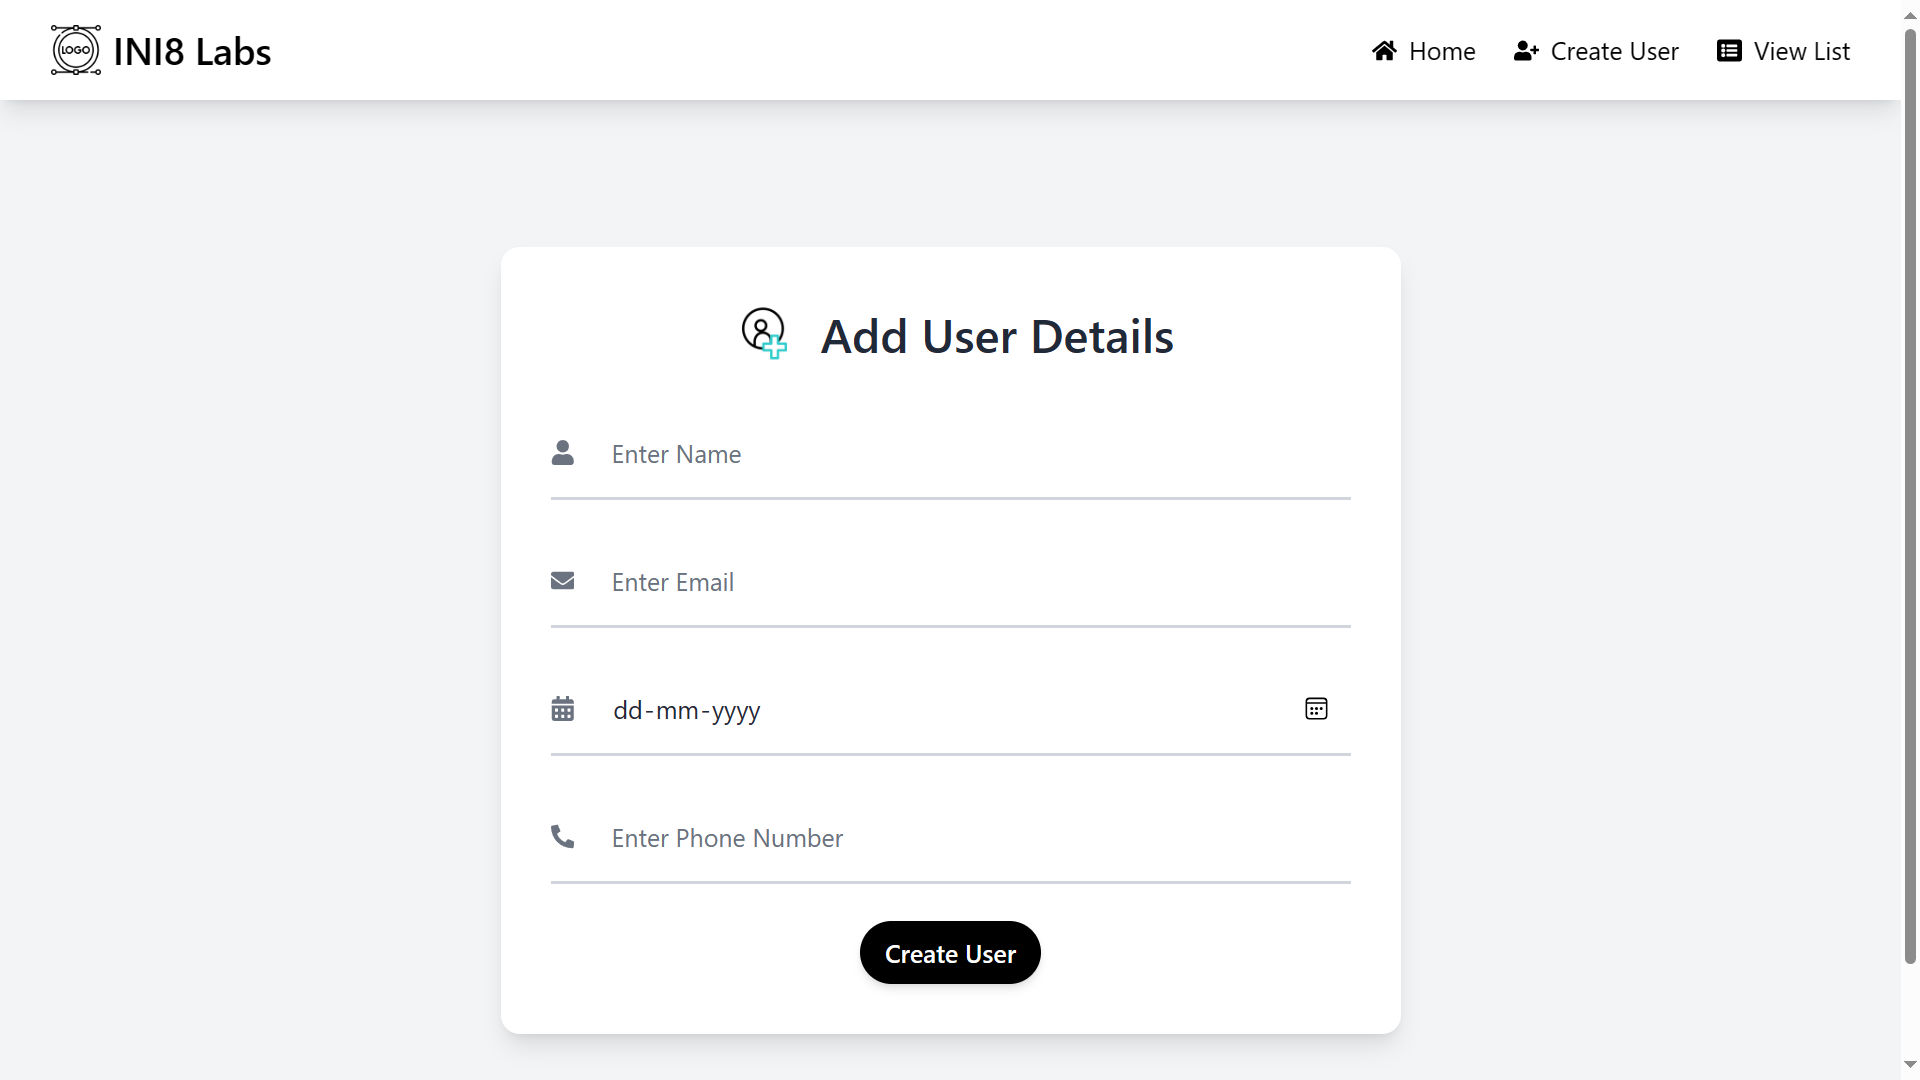 LOGO INI8 Labs Home Create User View List
Add User Details
Enter Name
Enter Email
dd-mm-yyyy
Enter Phone Number
Create User